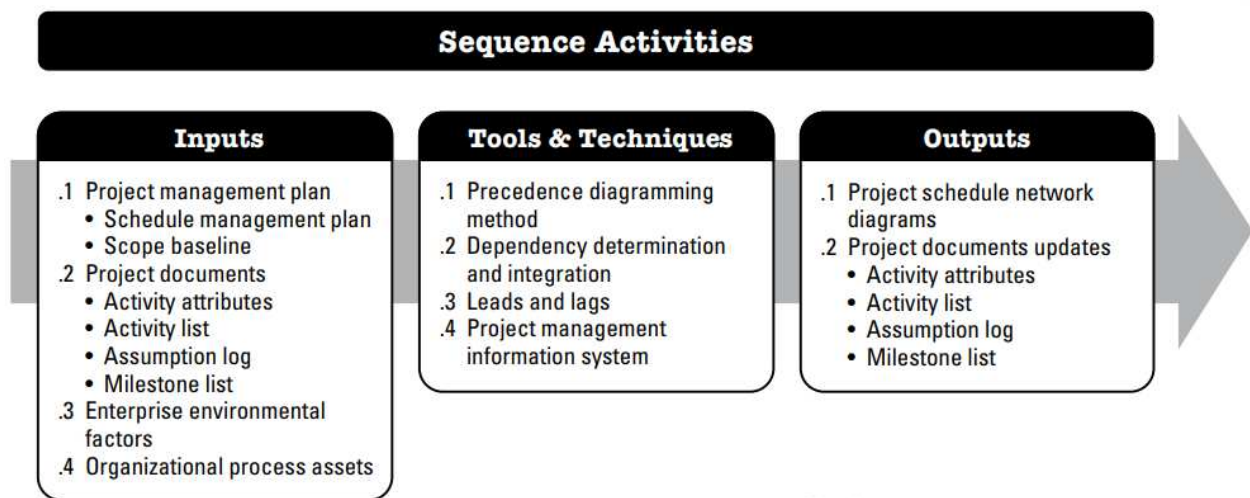 Sequence Activities
Inputs
.1 Project management plan
• Schedule management plan
• Scope baseline
.2 Project documents
• Activity attributes
• Activity list
• Assumption log
• Milestone list
.3 Enterprise environmental
factors
.4 Organizational process assets
Tools & Techniques
.1 Precedence diagramming
method
.2 Dependency determination
and integration
.3 Leads and lags
.4 Project management
information system
Outputs
.1 Project schedule network
diagrams
.2 Project documents updates
• Activity attributes
• Activity list
• Assumption log
• Milestone list